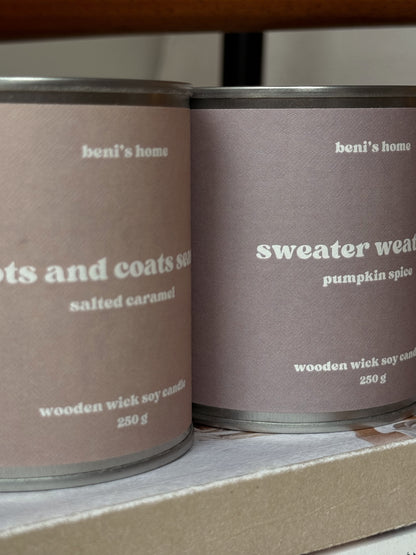 beni's home
ots and coats sea
salted caramel
wooden wick soy candle
250 g
beni's home
sweater weat
pumpkin spice
wooden wick soy cand
250 g